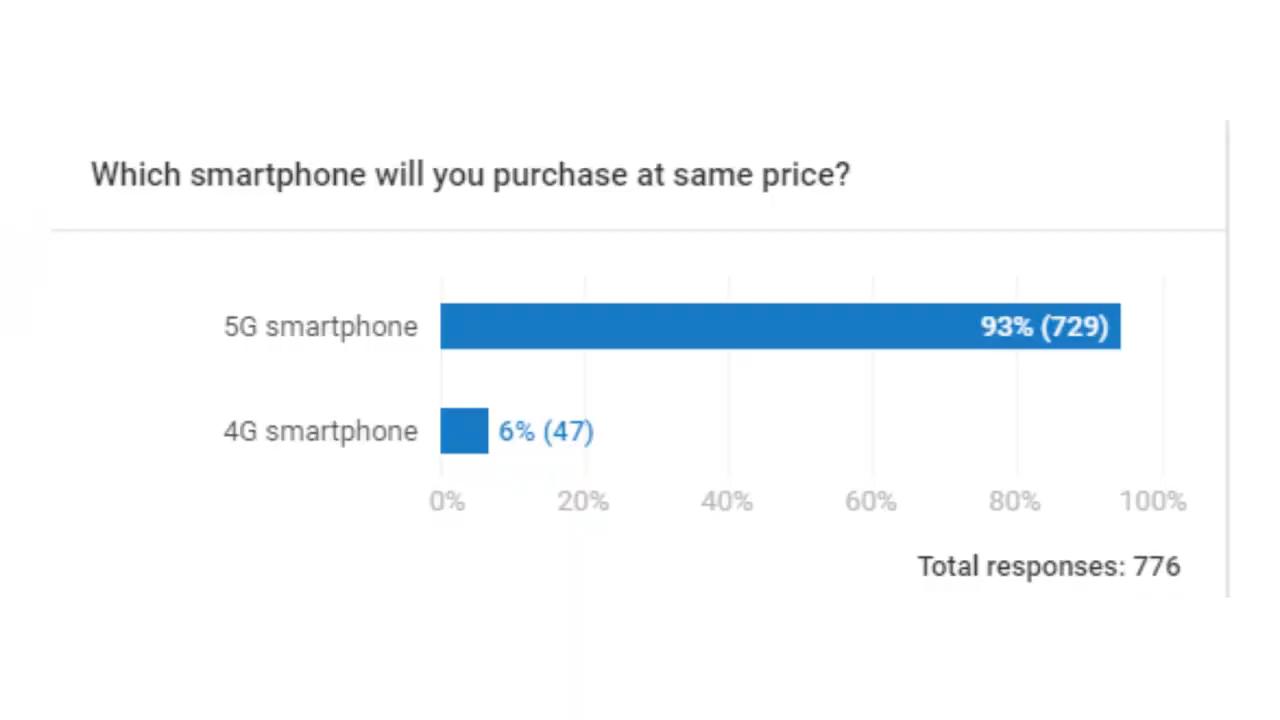 Which smartphone will you purchase at same price?
5G smartphone 93% (729)
4G smartphone 6% (47)
0% 20% 40% 60% 80% 100%
Total responses: 776